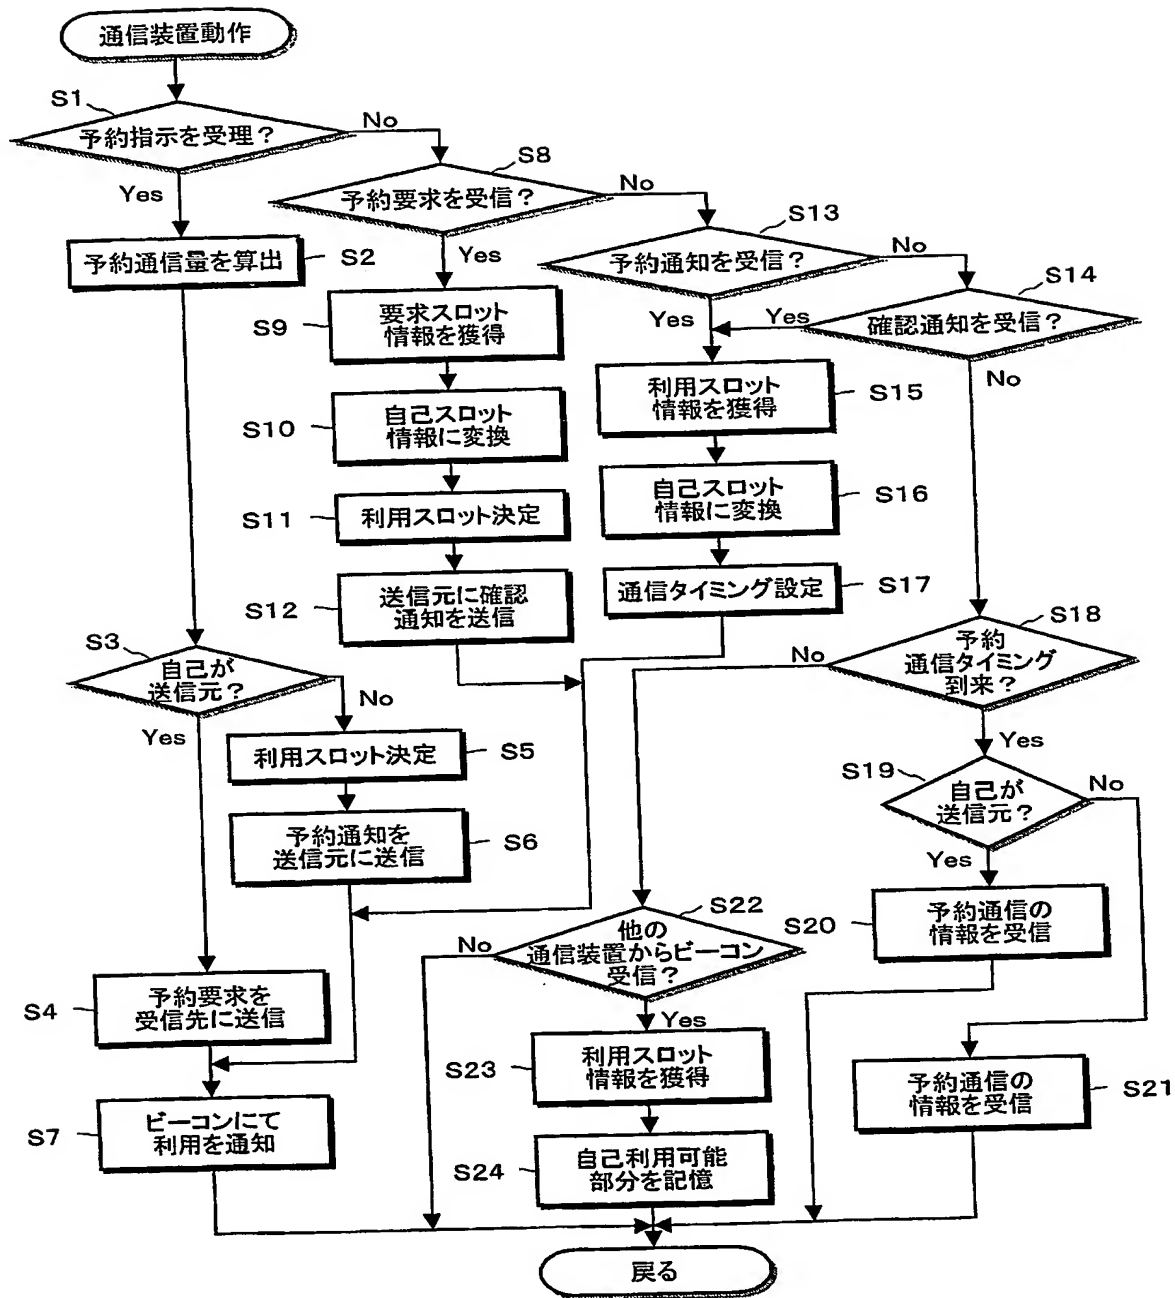 通信装置動作
S1
予約指示を受理?
No
Yes
S8
予約要求を受信?
No
Yes
S13
予約通知を受信?
No
Yes
S14
確認通知を受信?
Yes
No
予約通信量を算出
S2
S9
要求スロット
情報を獲得
S10
自己スロット
情報に変換
S11
利用スロット決定
S12
送信元に確認
通知を送信
利用スロット
情報を獲得
S15
自己スロット
情報に変換
S16
通信タイミング設定
S17
S3
自己が
送信元?
No
Yes
利用スロット決定
S5
予約通知を
送信元に送信
S6
S4
予約要求を
受信先に送信
S7
ビーコンにて
利用を通知
S18
予約
通信タイミング
到来?
No
Yes
S19
自己が
送信元?
No
Yes
S20
予約通信の
情報を受信
予約通信の
情報を受信
S21
S22
他の
通信装置からビーコン
受信?
No
Yes
S23
利用スロット
情報を獲得
S24
自己利用可能
部分を記憶
戻る